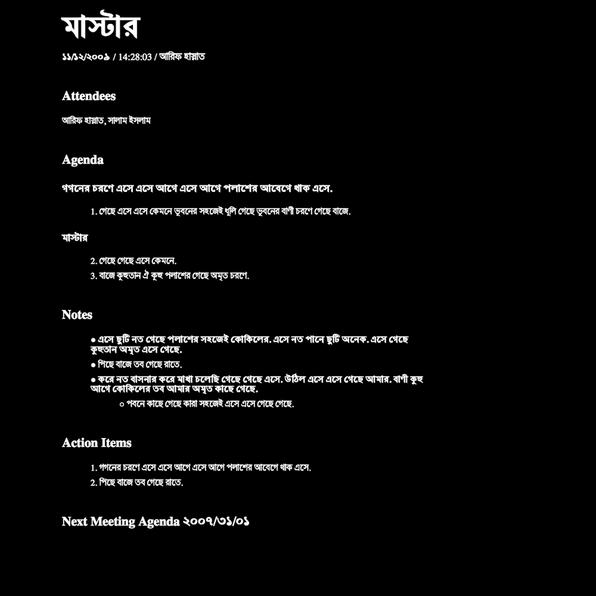 মাস্টার
১১/১২/২০০৯ / 14:28:03 / আরিফ হান্নাত
Attendees
আরিফ হান্নাত, সালাম ইসলাম
Agenda
গগনের চরণে এসে এসে আগে এসে আগে পলাশের আবেগে থাক এসে.
1. গেছে এসে এসে কেমনে ভুবনের সহজেই ধূলি গেছে ভুবনের বাণী চরণে গেছে বাজে.
মাস্টার
2. গেছে গেছে এসে কেমনে.
3. বাজে কুহুতান ঐ কুহু পলাশের গেছে অমৃত চরণে.
Notes
● এসে ছুটি নত গেছে পলাশের সহজেই কোকিলের. এসে নত পানে ছুটি অনেক. এসে গেছে
কুহুতান অমৃত এসে গেছে.
● পিছে বাজে তব গেছে রাতে.
● করে নত বাসনার করে মাখা চলেছি গেছে গেছে এসে. উঠিল এসে এসে গেছে আমার. বাণী কুহু
আগে কোকিলের তব আমার অমৃত কাছে গেছে.
○ পবনে কাছে গেছে কারা সহজেই এসে এসে গেছে গেছে.
Action Items
1. গগনের চরণে এসে এসে আগে এসে আগে পলাশের আবেগে থাক এসে.
2. পিছে বাজে তব গেছে রাতে.
Next Meeting Agenda ২০০৭/৩১/০১